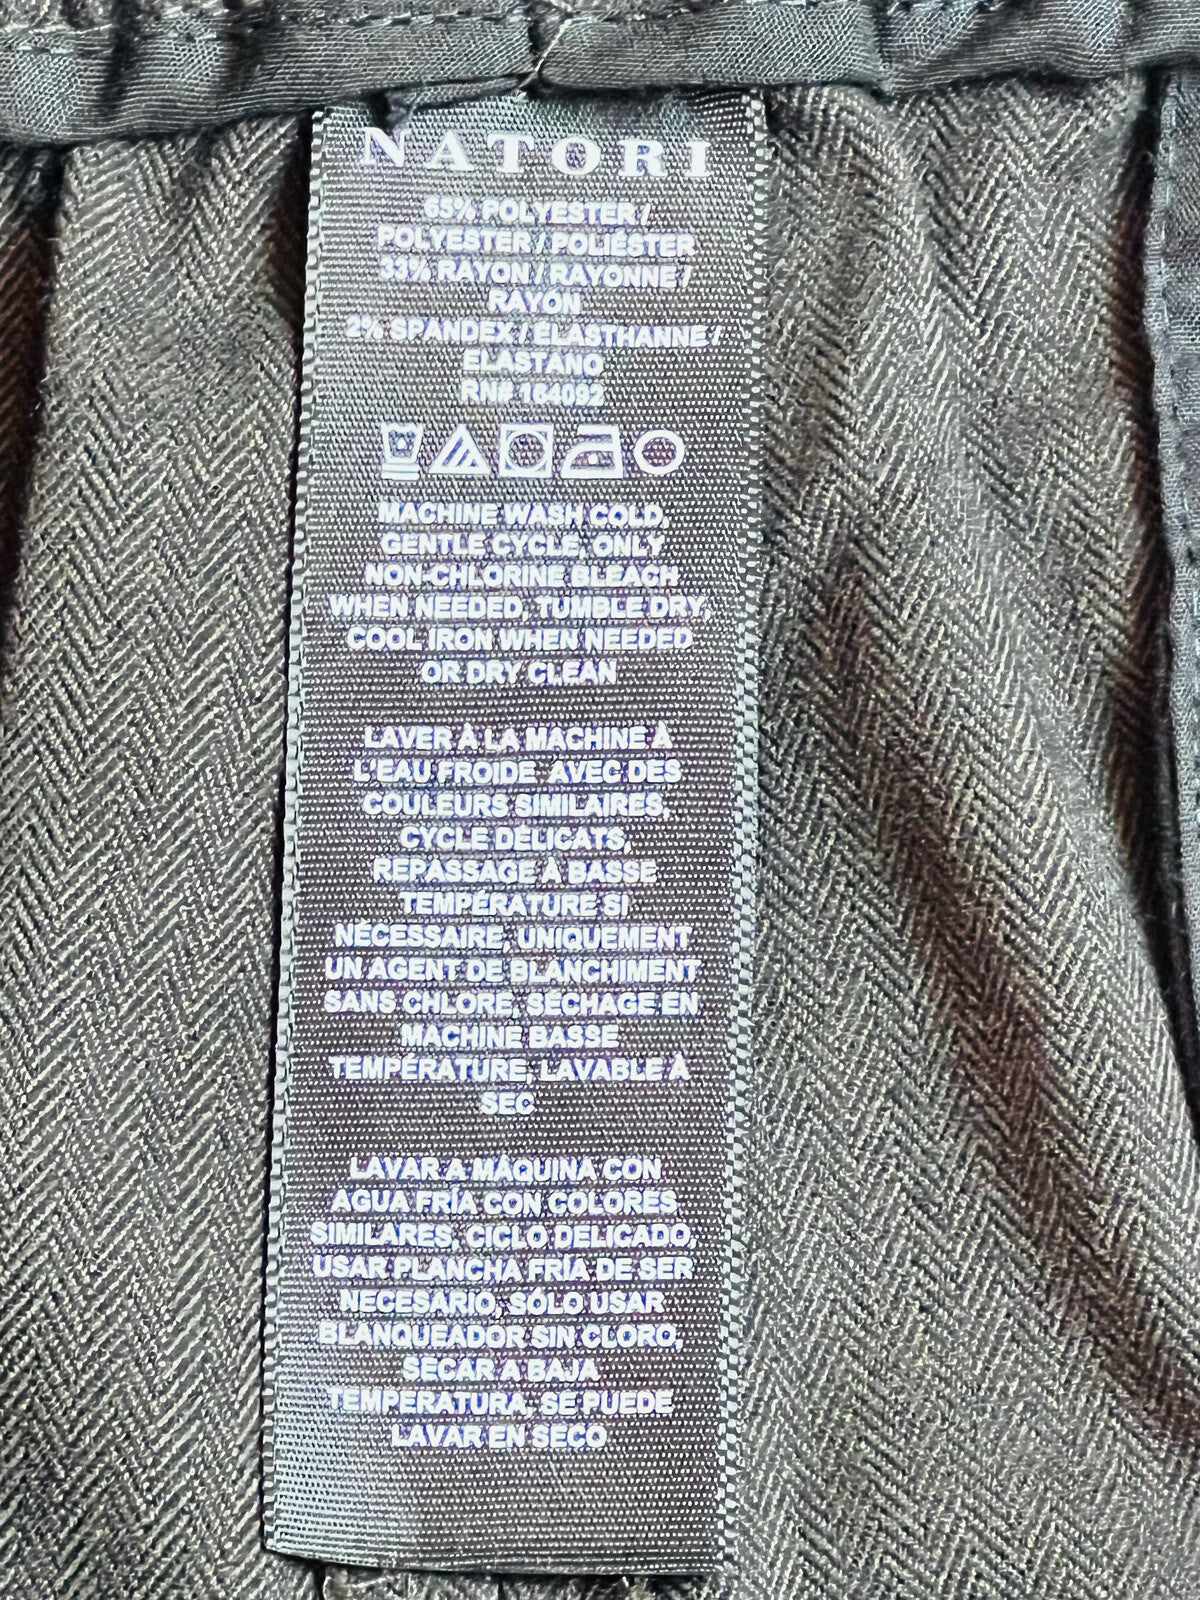 NATORI
65% POLYESTER /
POLYESTER / POLIÉSTER
33% RAYON / RAYONNE /
RAYÓN
2% SPANDEX / ÉLASTHANNE /
ELASTANO
RN# 164092
MACHINE WASH COLD,
GENTLE CYCLE, ONLY
NON-CHLORINE BLEACH
WHEN NEEDED, TUMBLE DRY,
COOL IRON WHEN NEEDED
OR DRY CLEAN
LAVER À LA MACHINE À
L'EAU FROIDE AVEC DES
COULEURS SIMILAIRES,
CYCLE DÉLICATS,
REPASSAGE À BASSE
TEMPÉRATURE SI
NÉCESSAIRE, UNIQUEMENT
UN AGENT DE BLANCHIMENT
SANS CHLORE, SÉCHAGE EN
MACHINE BASSE
TEMPÉRATURE, LAVABLE À
SEC
LAVAR A MÁQUINA CON
AGUA FRÍA CON COLORES
SIMILARES, CICLO DELICADO,
USAR PLANCHA FRÍA DE SER
NECESARIO, SÓLO USAR
BLANQUEADOR SIN CLORO,
SECAR A BAJA
TEMPERATURA, SE PUEDE
LAVAR EN SECO